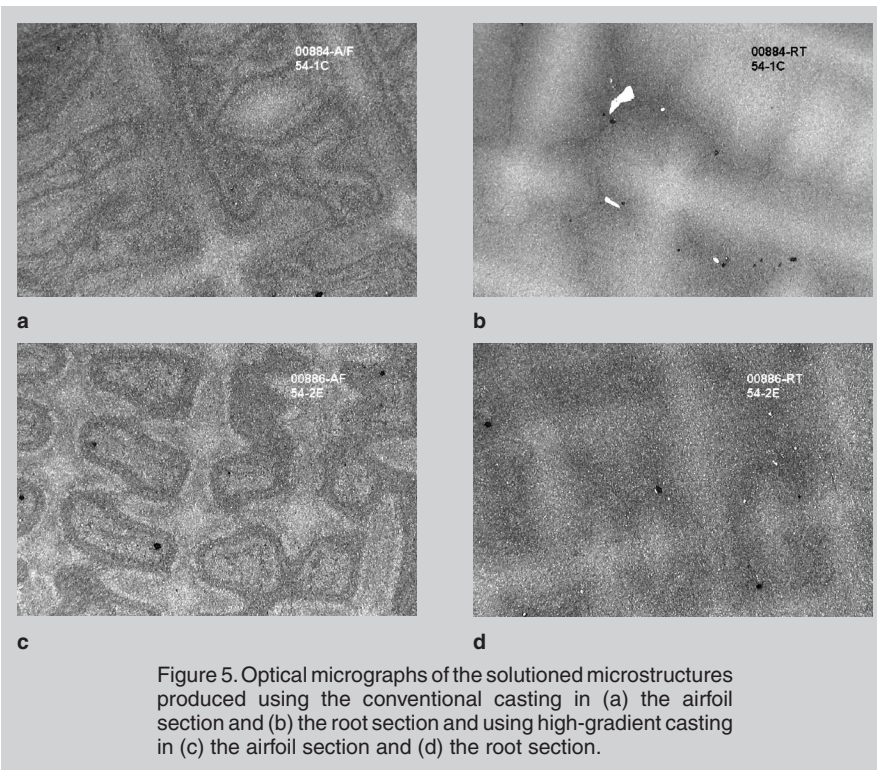 00884-A/F
54-1C
00884-RT
54-1C
a
b
00886-AF
54-2E
00886-RT
54-2E
c
d
Figure 5. Optical micrographs of the solutioned microstructures
produced using the conventional casting in (a) the airfoil
section and (b) the root section and using high-gradient casting
in (c) the airfoil section and (d) the root section.